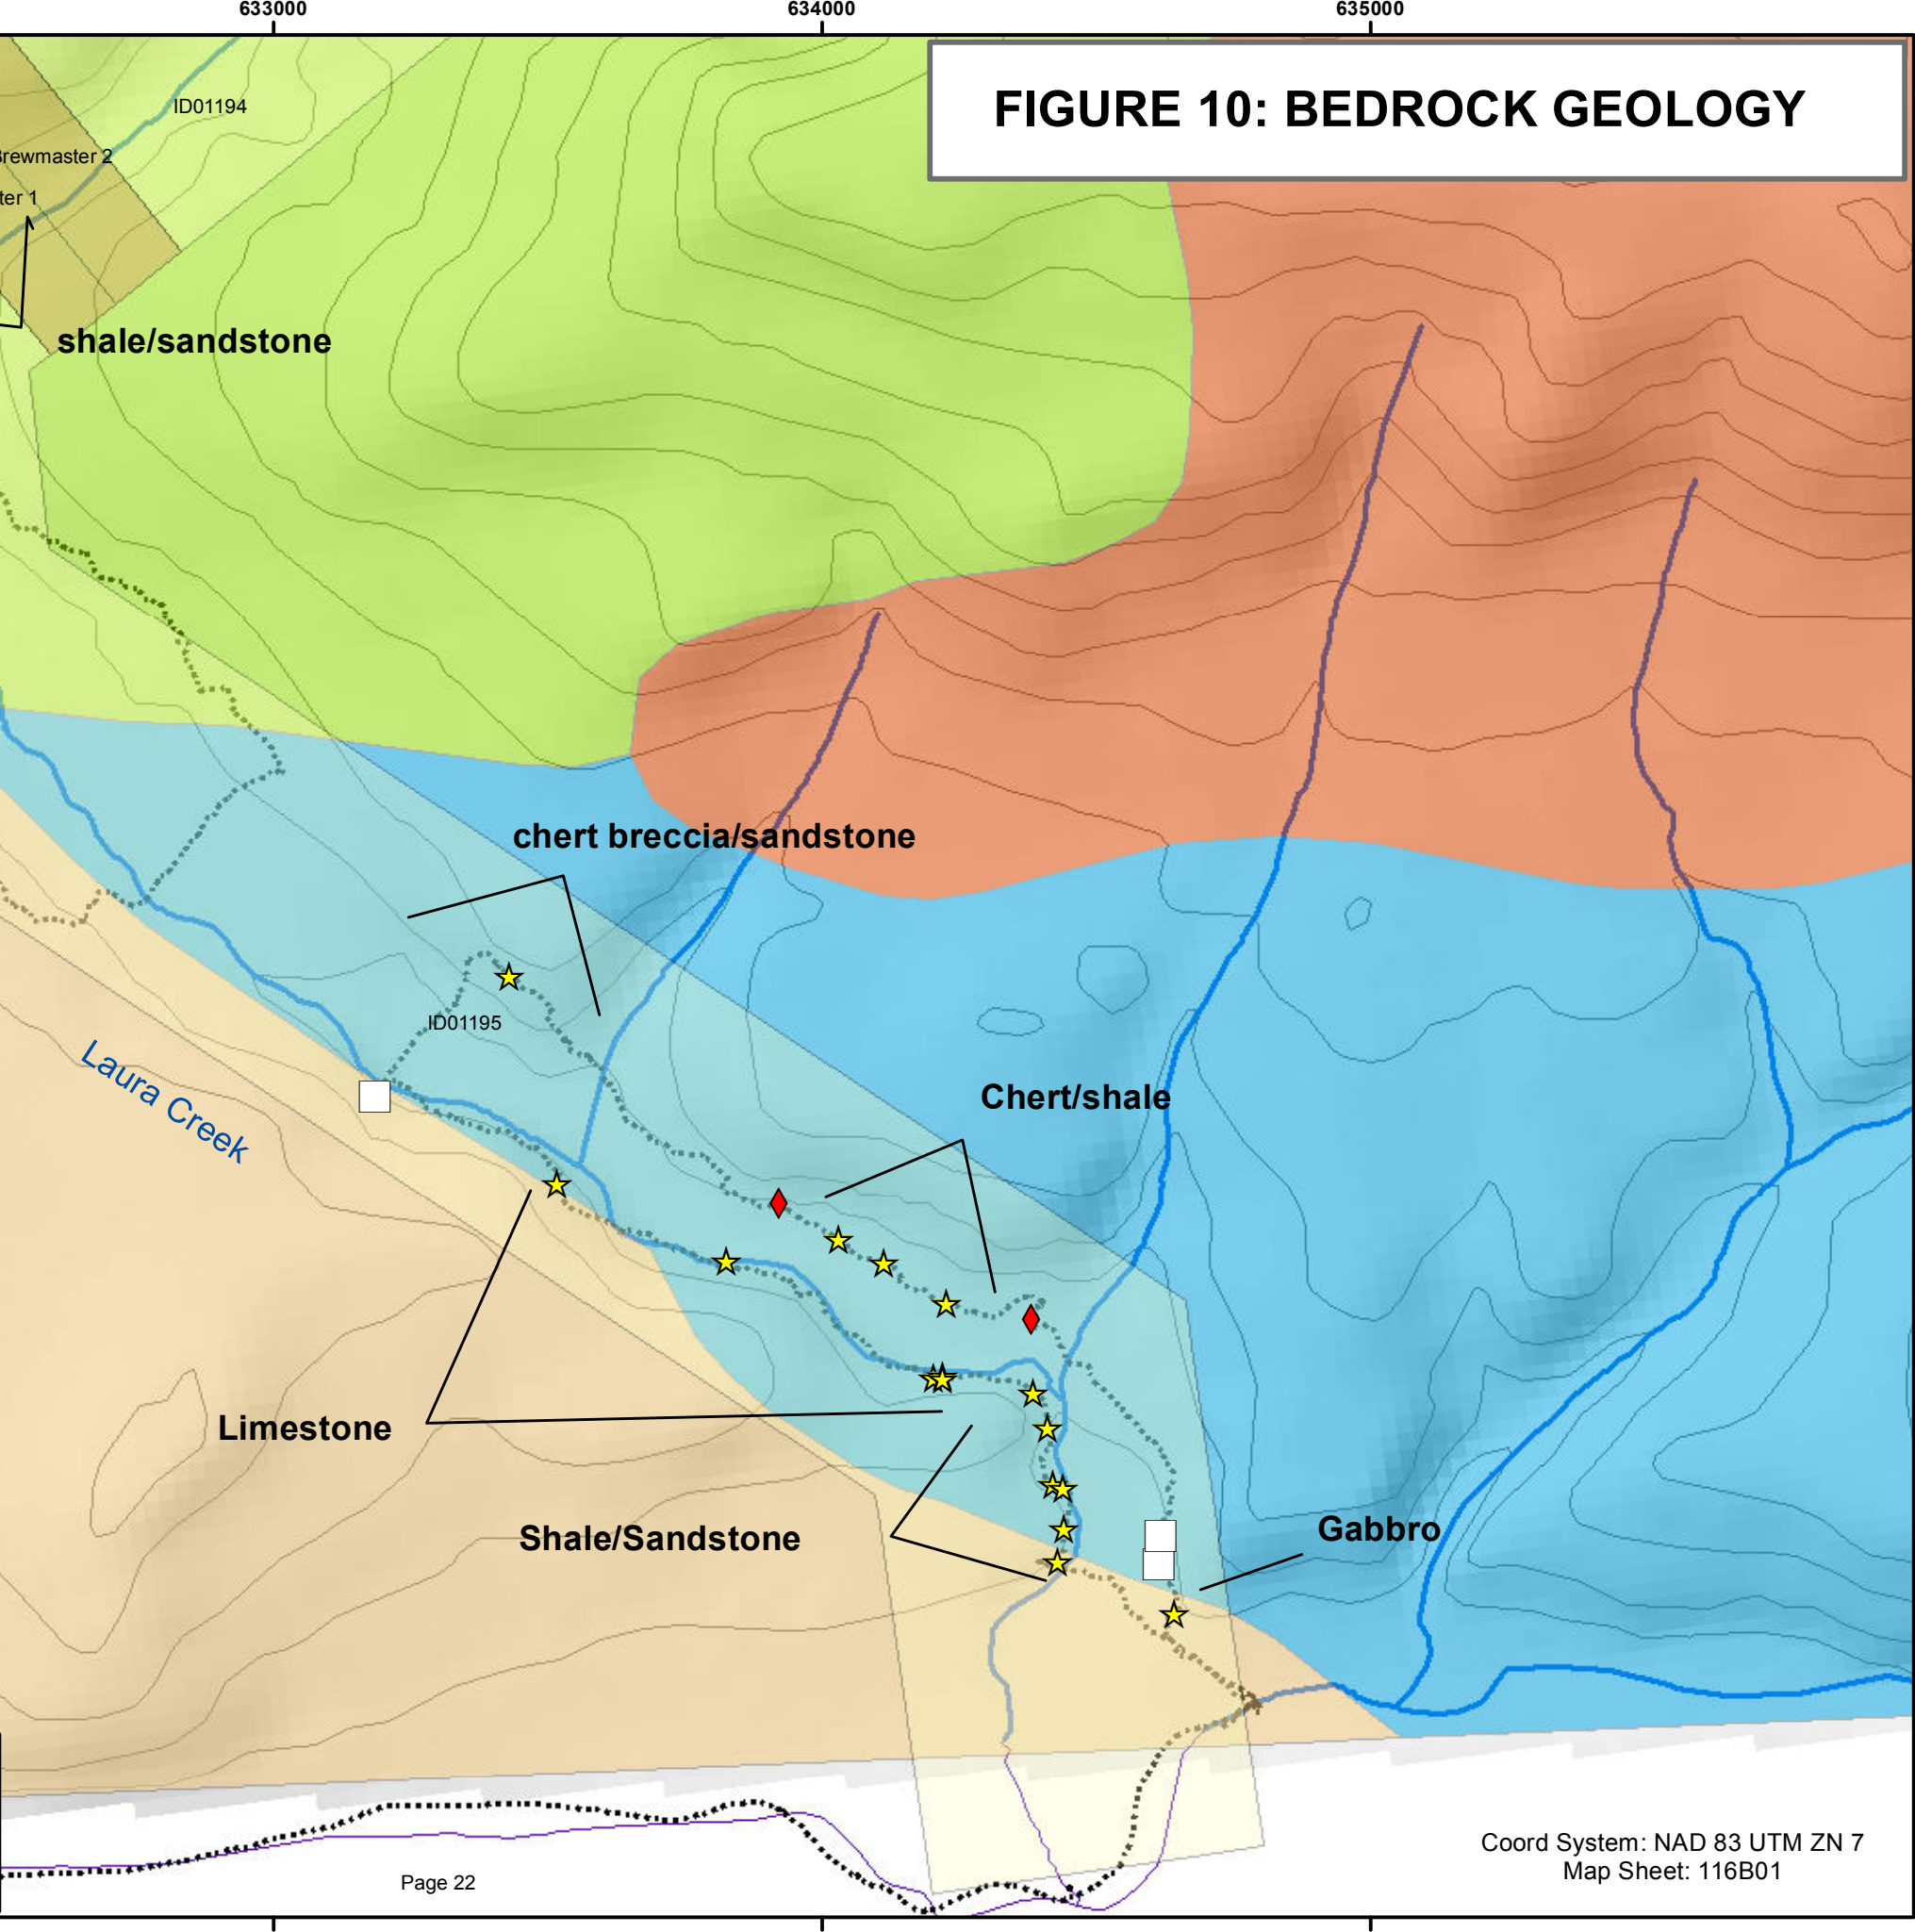 633000
634000
635000
FIGURE 10: BEDROCK GEOLOGY
ID01194
Brewmaster 2
ter 1
shale/sandstone
chert breccia/sandstone
ID01195
Laura Creek
Chert/shale
Limestone
Shale/Sandstone
Gabbro
Coord System: NAD 83 UTM ZN 7
Map Sheet: 116B01
Page 22